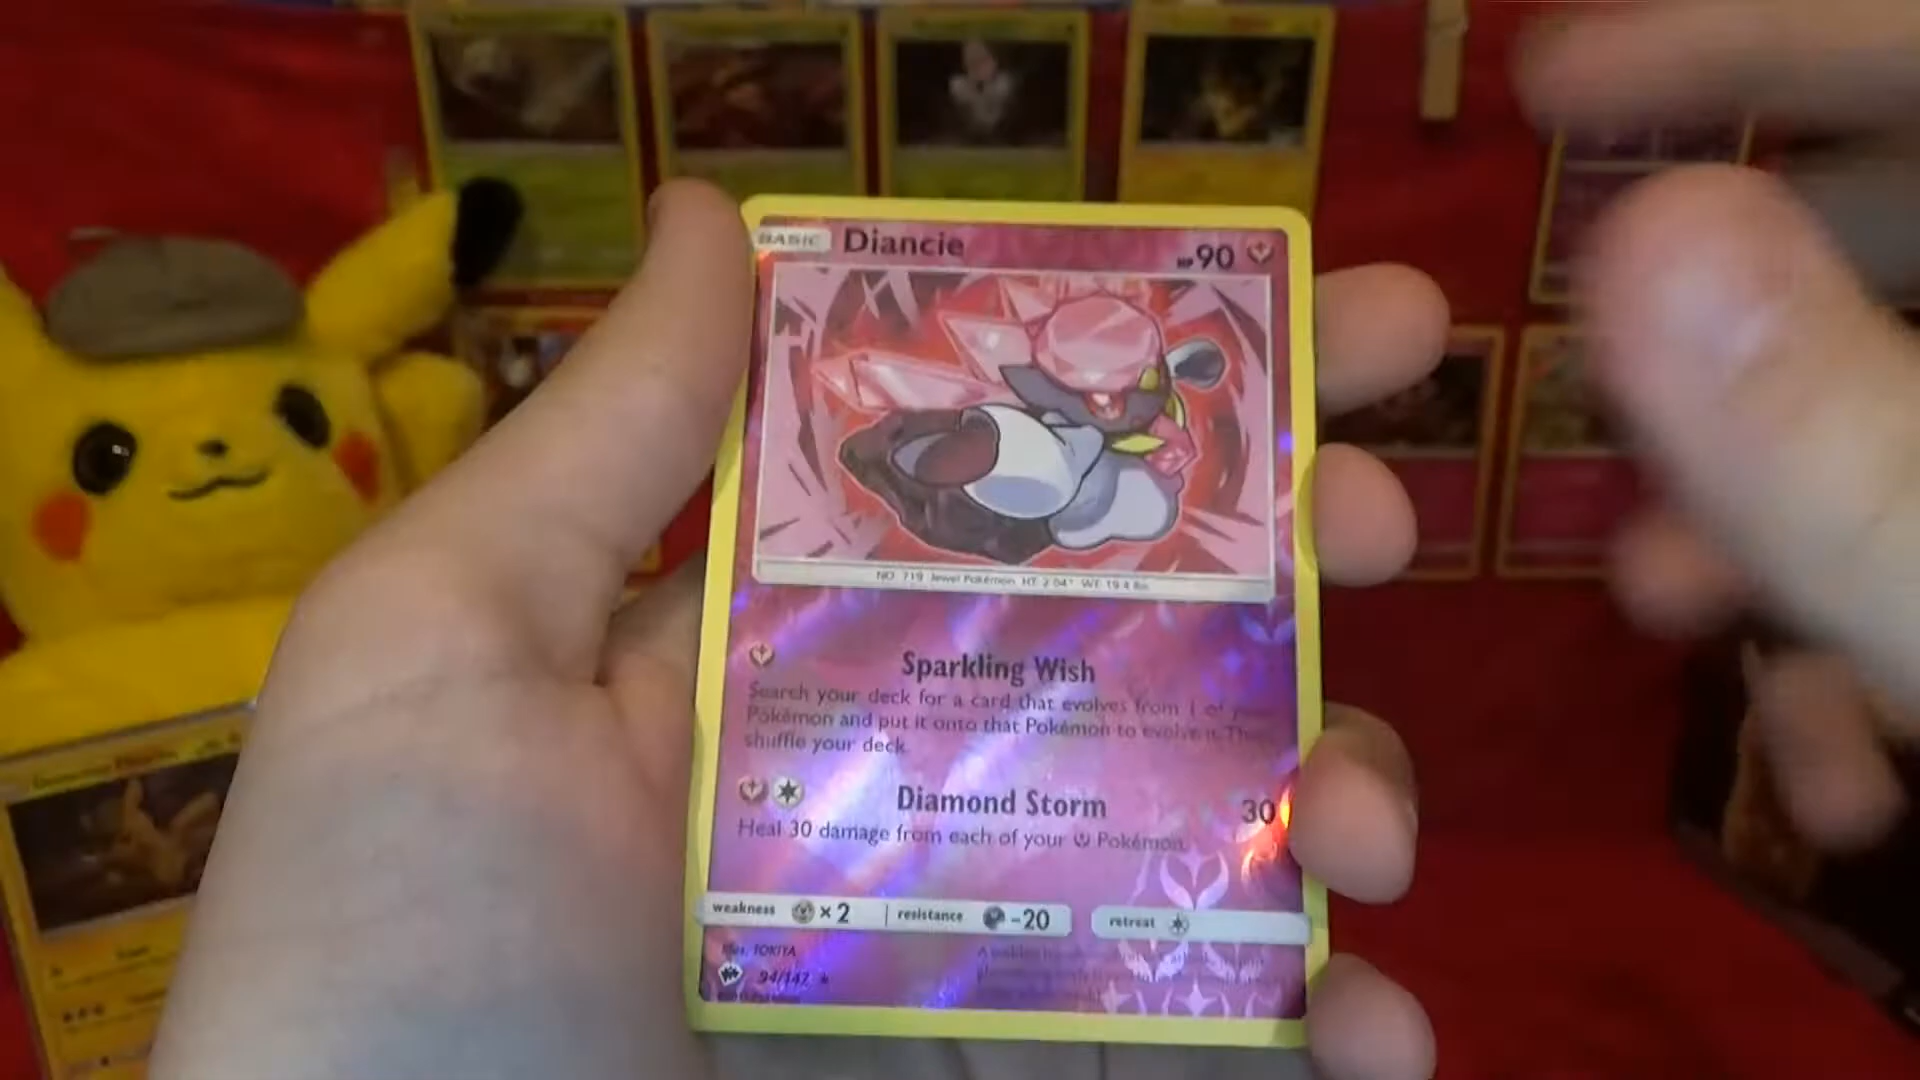 BASIC Diancie HP 90
NO. 719 Jewel Pokémon HT: 2'04" WT: 19.4 lbs.
Sparkling Wish
Search your deck for a card that evolves from 1 of your
Pokémon and put it onto that Pokémon to evolve it. Then,
shuffle your deck.
Diamond Storm 30
Heal 30 damage from each of your Pokémon.
weakness ×2 resistance -20 retreat
Illus. TOKIYA
94/147